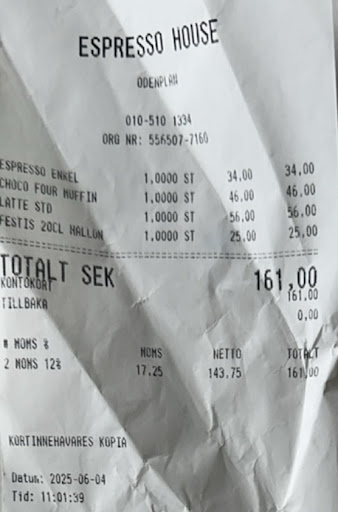 ESPRESSO HOUSE
ODENPLAN
010-510 1334
ORG NR: 556507-7160
ESPRESSO ENKEL 1,0000 ST 34,00 34,00
CHOCO FOUR MUFFIN 1,0000 ST 46,00 46,00
LATTE STD 1,0000 ST 56,00 56,00
FESTIS 20CL HALLON 1,0000 ST 25,00 25,00
TOTALT SEK 161,00
KONTOKORT 161,00
TILLBAKA 0,00
# MOMS % MOMS NETTO TOTALT
2 MOMS 12% 17.25 143.75 161,00
KORTINNEHAVARES KOPIA
Datum: 2025-06-04
Tid: 11:01:39